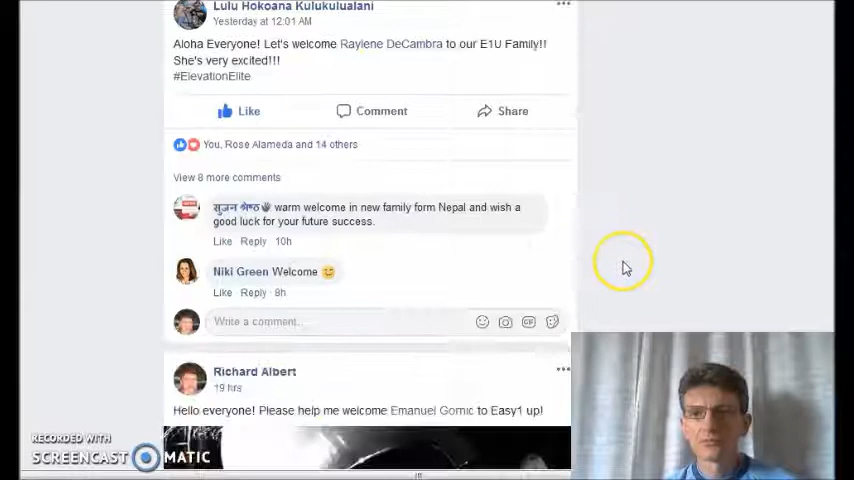 Lulu Hokoana Kulukulualani
Yesterday at 12:01 AM
Aloha Everyone! Let's welcome Raylene DeCambra to our E1U Family!!
She's very excited!!!
#ElevationElite
Like Comment Share
You, Rose Alameda and 14 others
View 8 more comments
सुजन श्रेष्ठ warm welcome in new family form Nepal and wish a
good luck for your future success.
Like · Reply · 10h
Niki Green Welcome
Like · Reply · 8h
Write a comment...
GIF
Richard Albert
19 hrs
Hello everyone! Please help me welcome Emanuel Gornic to Easy1 up!
RECORDED WITH
SCREENCAST MATIC